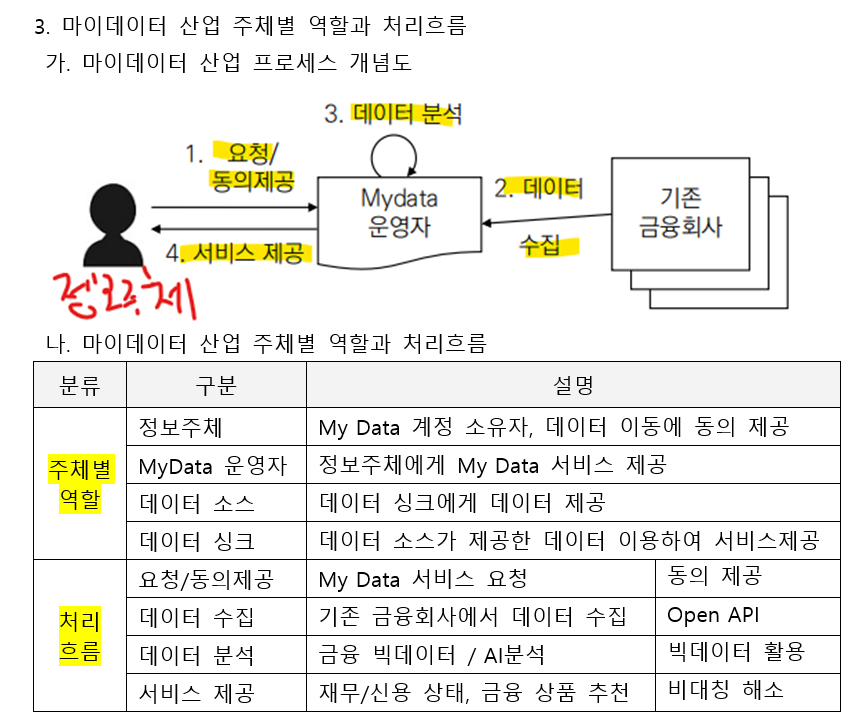 3. 마이데이터 산업 주체별 역할과 처리흐름
가. 마이데이터 산업 프로세스 개념도
3. 데이터 분석
1. 요청/
동의제공
Mydata
운영자
2. 데이터
수집
기존
금융회사
4. 서비스 제공
정보주체
나. 마이데이터 산업 주체별 역할과 처리흐름
분류 구분 설명
주체별
역할
정보주체 My Data 계정 소유자, 데이터 이동에 동의 제공
MyData 운영자 정보주체에게 My Data 서비스 제공
데이터 소스 데이터 싱크에게 데이터 제공
데이터 싱크 데이터 소스가 제공한 데이터 이용하여 서비스제공
처리
흐름
요청/동의제공 My Data 서비스 요청 동의 제공
데이터 수집 기존 금융회사에서 데이터 수집 Open API
데이터 분석 금융 빅데이터 / AI분석 빅데이터 활용
서비스 제공 재무/신용 상태, 금융 상품 추천 비대칭 해소